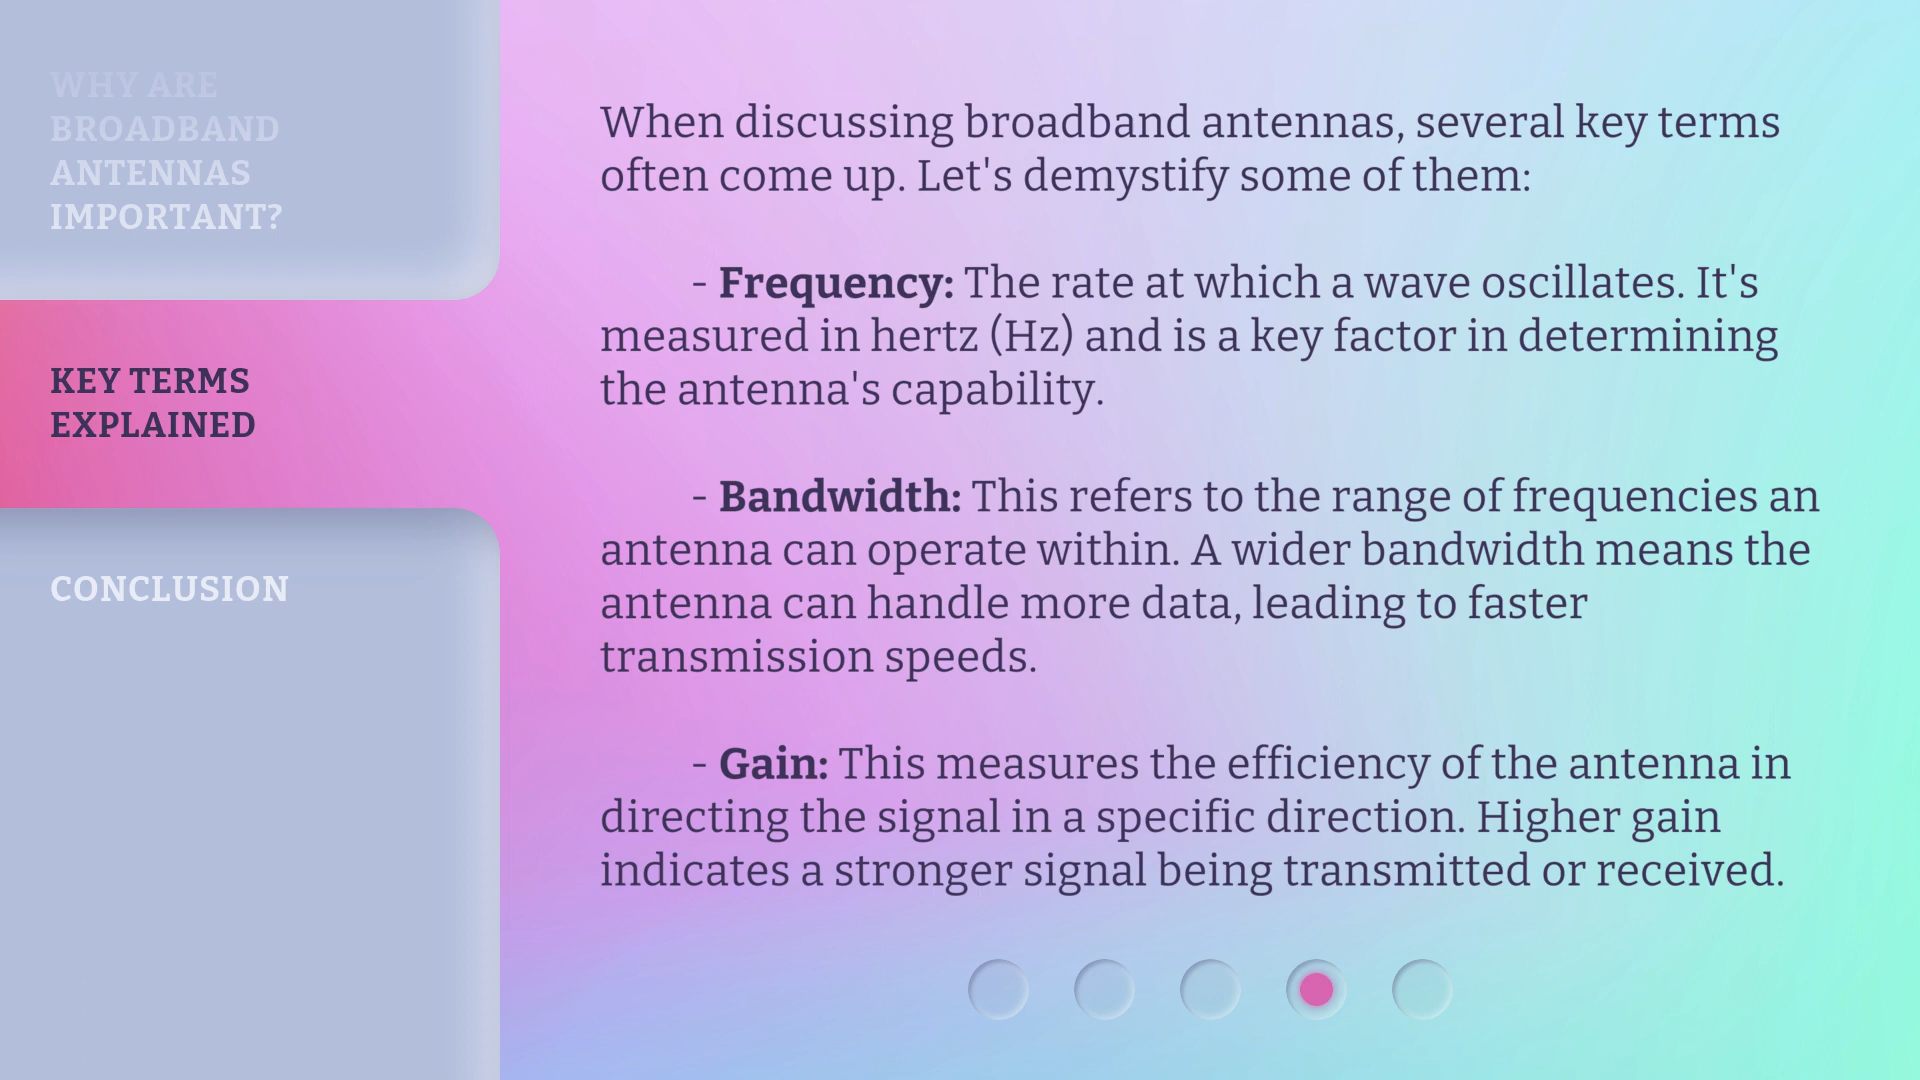 WHY ARE
BROADBAND
ANTENNAS
IMPORTANT?
KEY TERMS
EXPLAINED
CONCLUSION
When discussing broadband antennas, several key terms
often come up. Let's demystify some of them:
- Frequency: The rate at which a wave oscillates. It's
measured in hertz (Hz) and is a key factor in determining
the antenna's capability.
- Bandwidth: This refers to the range of frequencies an
antenna can operate within. A wider bandwidth means the
antenna can handle more data, leading to faster
transmission speeds.
- Gain: This measures the efficiency of the antenna in
directing the signal in a specific direction. Higher gain
indicates a stronger signal being transmitted or received.